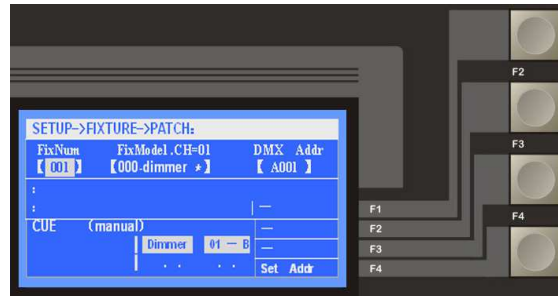 SETUP->FIXTURE->PATCH:
FixNum FixModel.CH=01 DMX Addr
【 001 】 【000-dimmer *】 【 A001 】
:
: | —
CUE (manual) —
Dimmer 01 — B —
. . . . Set Addr
F1
F2
F3
F4
F2
F3
F4